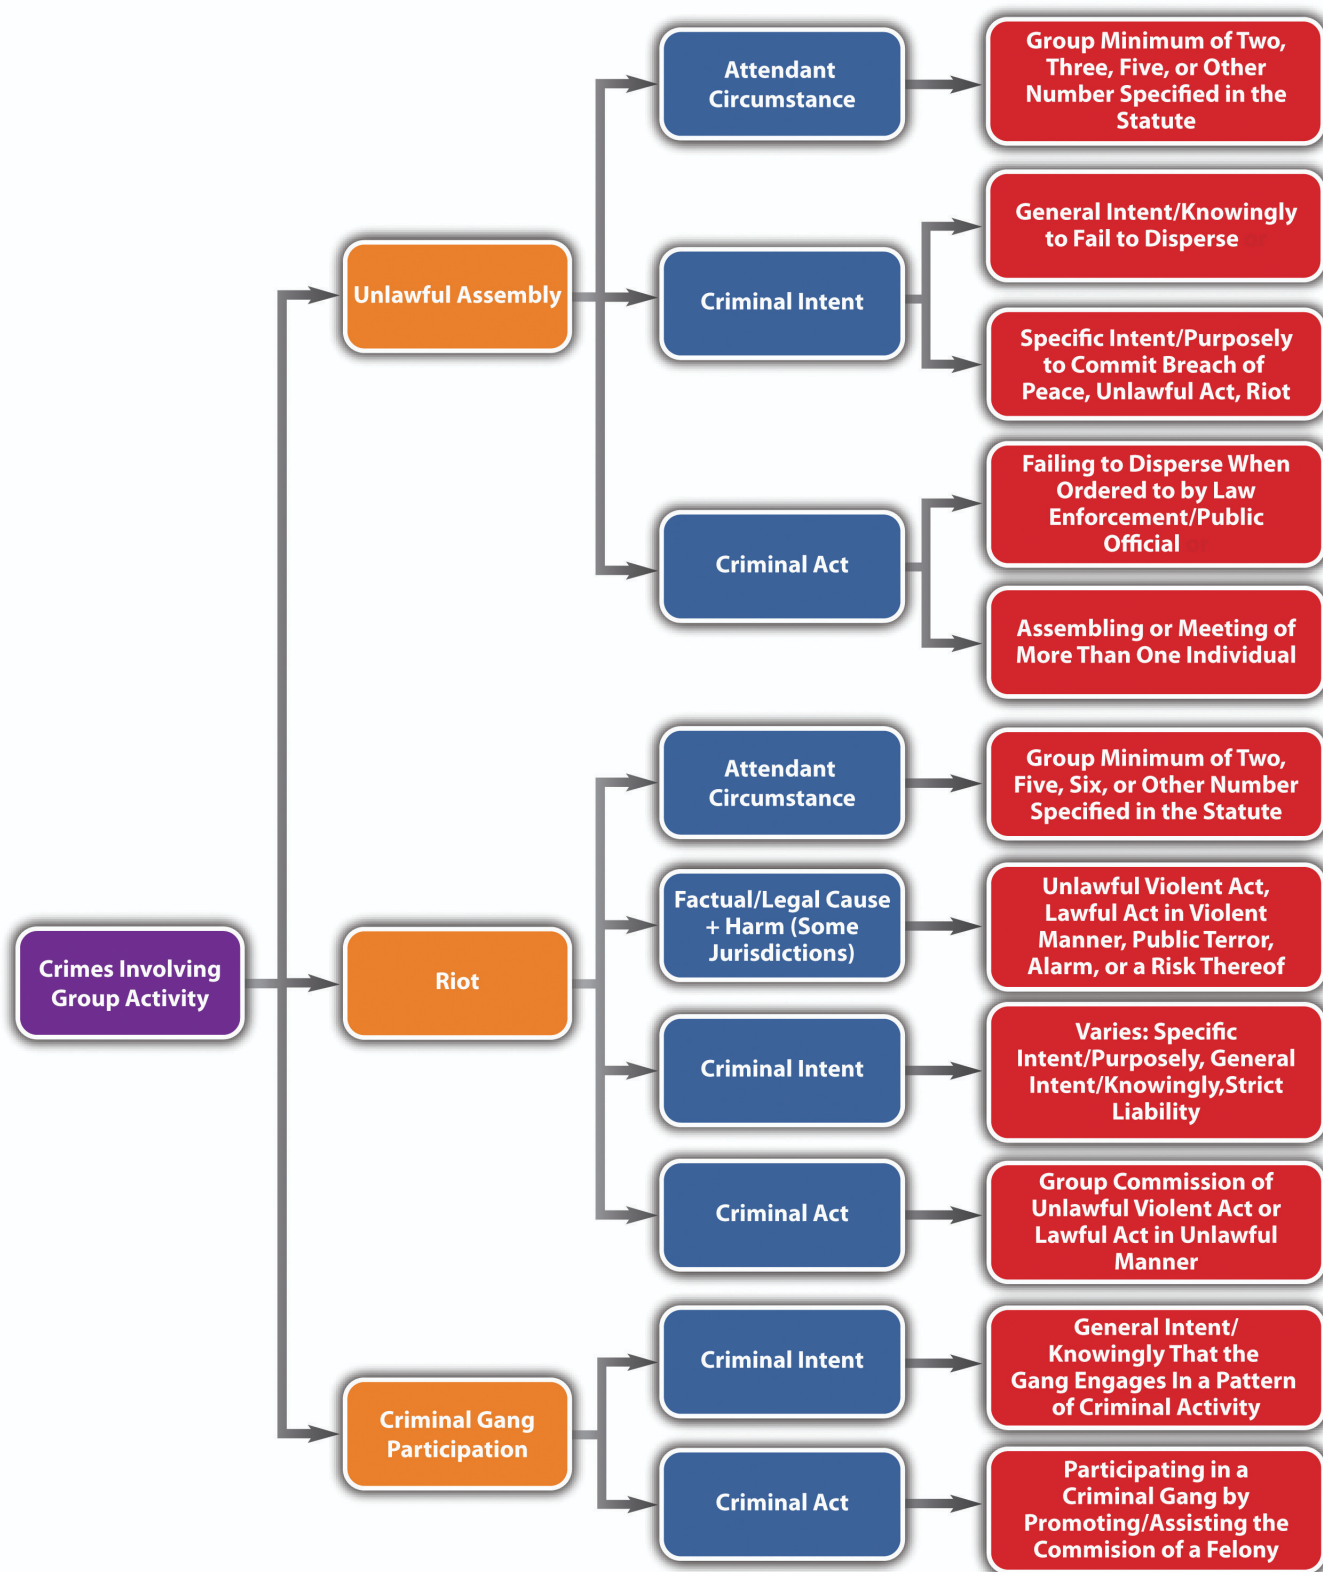 Attendant
Circumstance
Group Minimum of Two,
Three, Five, or Other
Number Specified in the
Statute
Unlawful Assembly
Criminal Intent
General Intent/Knowingly
to Fail to Disperse or
Specific Intent/Purposely
to Commit Breach of
Peace, Unlawful Act, Riot
Criminal Act
Failing to Disperse When
Ordered to by Law
Enforcement/Public
Official or
Assembling or Meeting of
More Than One Individual
Crimes Involving
Group Activity
Riot
Attendant
Circumstance
Group Minimum of Two,
Five, Six, or Other Number
Specified in the Statute
Factual/Legal Cause
+ Harm (Some
Jurisdictions)
Unlawful Violent Act,
Lawful Act in Violent
Manner, Public Terror,
Alarm, or a Risk Thereof
Criminal Intent
Varies: Specific
Intent/Purposely, General
Intent/Knowingly,Strict
Liability
Criminal Act
Group Commission of
Unlawful Violent Act or
Lawful Act in Unlawful
Manner
Criminal Gang
Participation
Criminal Intent
General Intent/
Knowingly That the
Gang Engages In a Pattern
of Criminal Activity
Criminal Act
Participating in a
Criminal Gang by
Promoting/Assisting the
Commision of a Felony